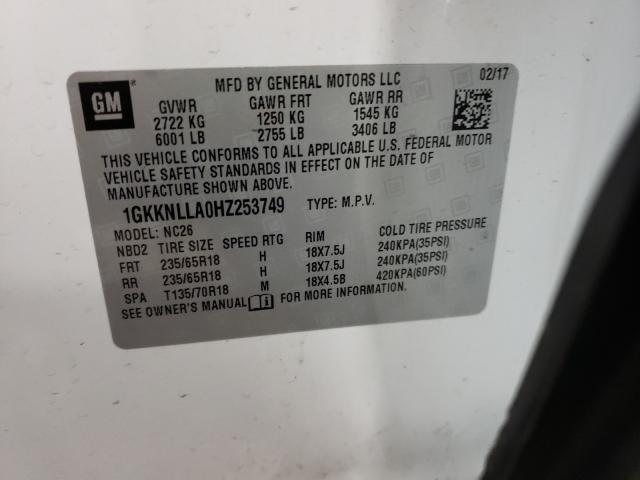 MFD BY GENERAL MOTORS LLC 02/17
GM
GVWR GAWR FRT GAWR RR
2722 KG 1250 KG 1545 KG
6001 LB 2755 LB 3406 LB
THIS VEHICLE CONFORMS TO ALL APPLICABLE U.S. FEDERAL MOTOR
VEHICLE SAFETY STANDARDS IN EFFECT ON THE DATE OF
MANUFACTURE SHOWN ABOVE.
1GKKNLLA0HZ253749 TYPE: M.P.V.
MODEL: NC26
NBD2 TIRE SIZE SPEED RTG RIM COLD TIRE PRESSURE
FRT 235/65R18 H 18X7.5J 240KPA(35PSI)
RR 235/65R18 H 18X7.5J 240KPA(35PSI)
SPA T135/70R18 M 18X4.5B 420KPA(60PSI)
SEE OWNER'S MANUAL FOR MORE INFORMATION.